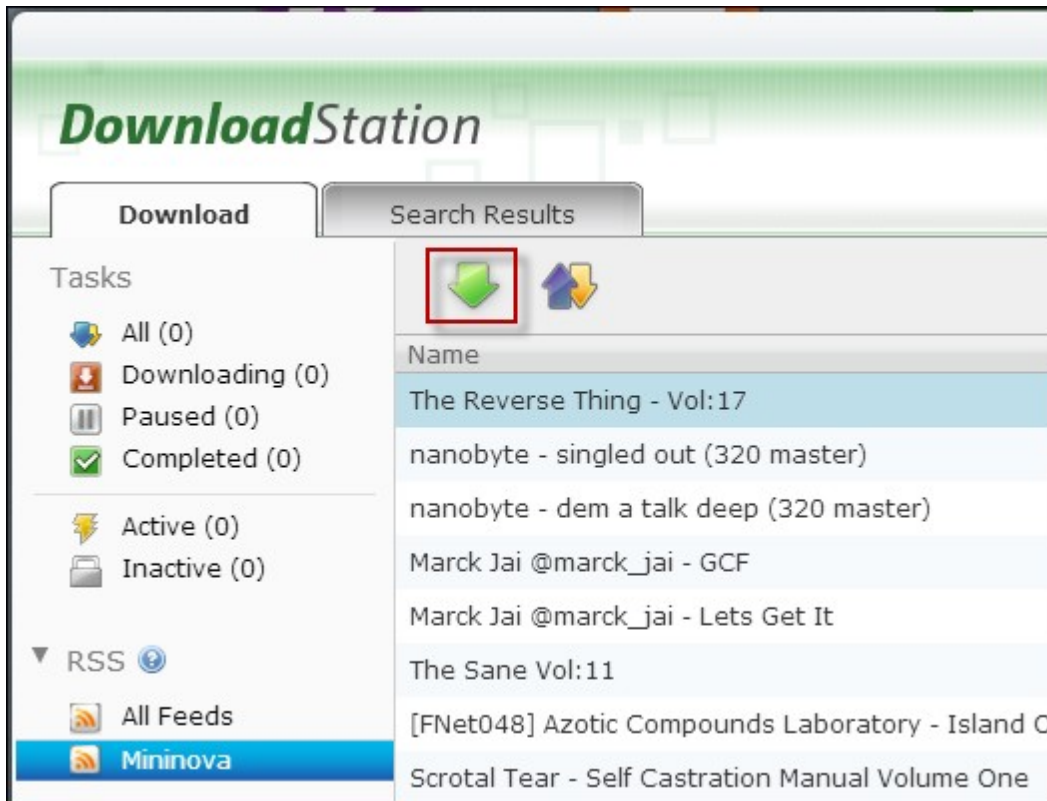 DownloadStation
Download
Search Results
Tasks
All (0)
Downloading (0)
Paused (0)
Completed (0)
Active (0)
Inactive (0)
RSS
All Feeds
Mininova
Name
The Reverse Thing - Vol:17
nanobyte - singled out (320 master)
nanobyte - dem a talk deep (320 master)
Marck Jai @marck_jai - GCF
Marck Jai @marck_jai - Lets Get It
The Sane Vol:11
[FNet048] Azotic Compounds Laboratory - Island
Scrotal Tear - Self Castration Manual Volume One